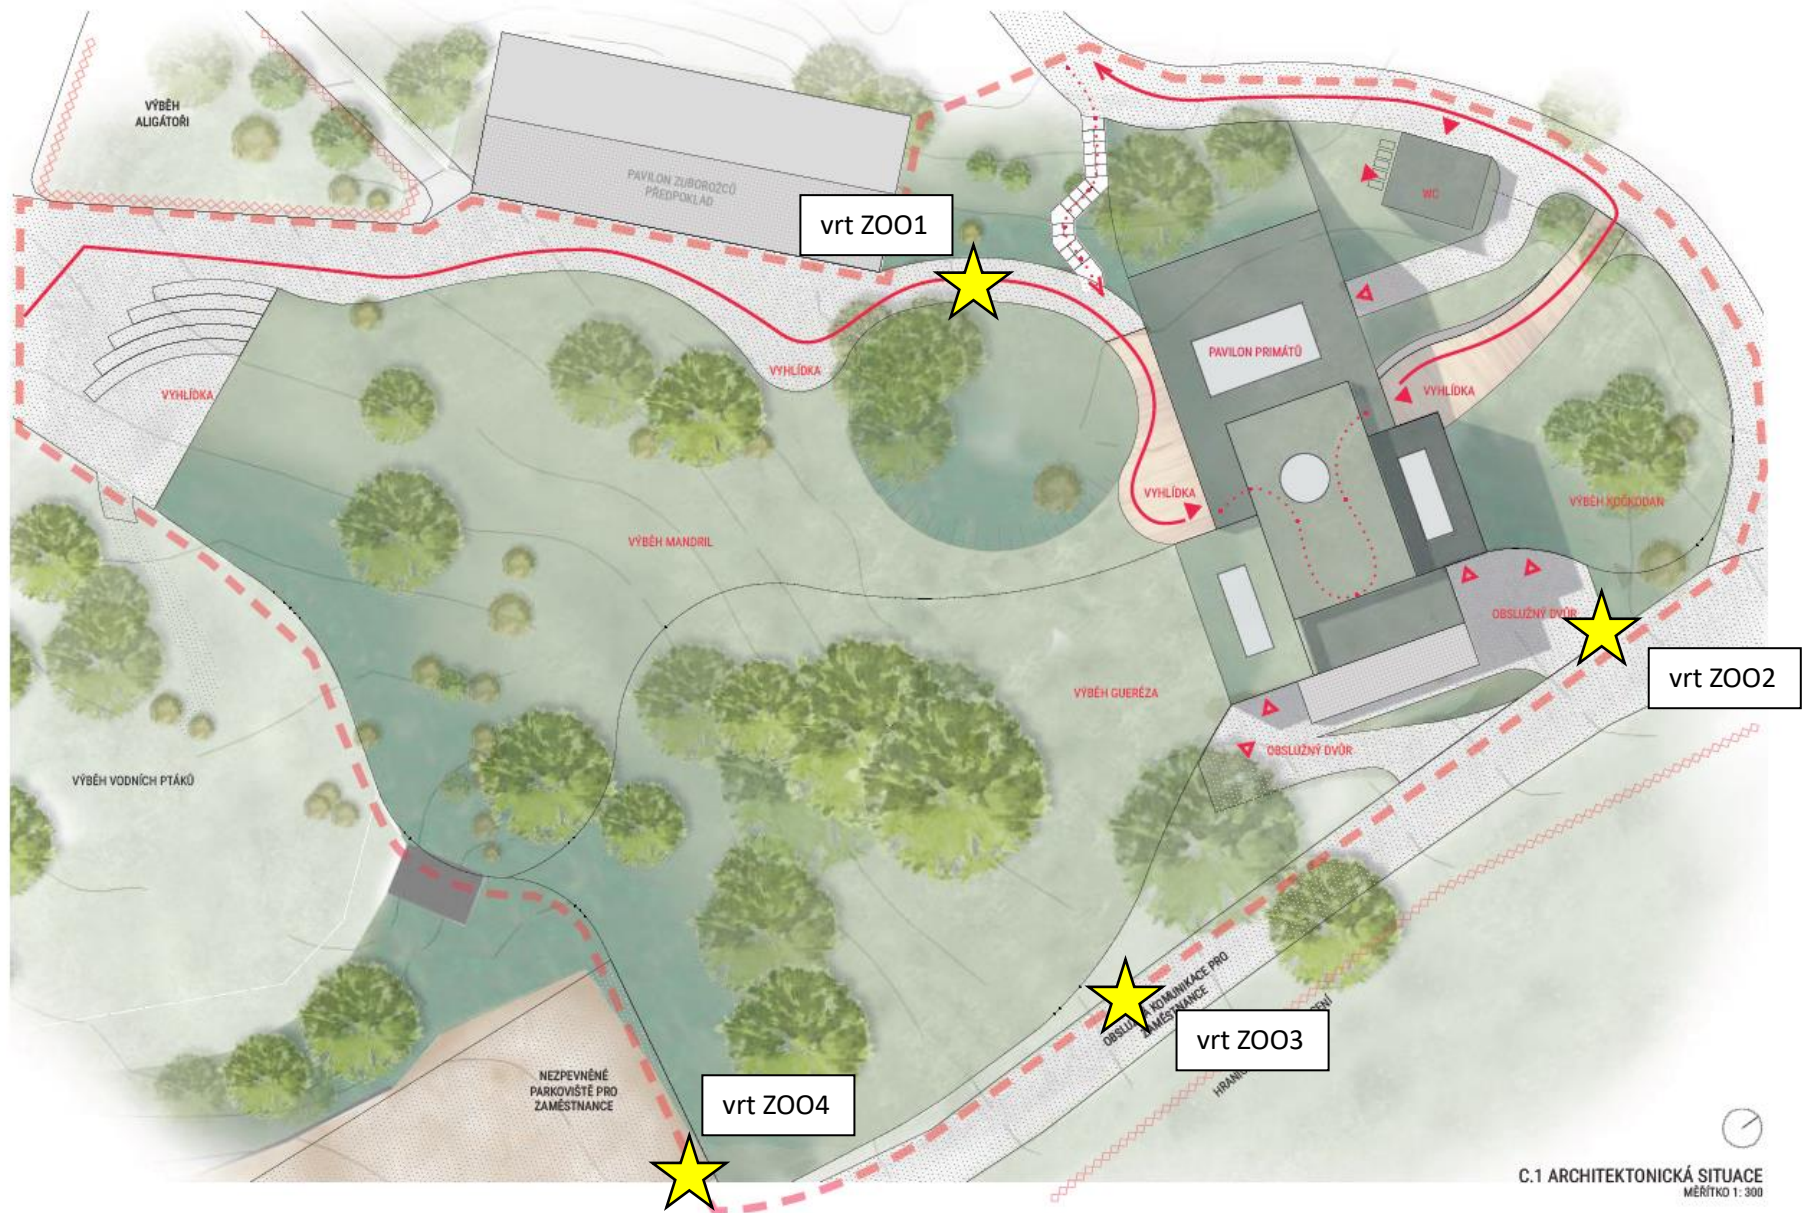 VÝBĚH
ALIGÁTOŘI
PAVILON ZUBOROŽCŮ
PŘEDPOKLAD
vrt ZOO1
WC
PAVILON PRIMÁTŮ
VYHLÍDKA
VYHLÍDKA
VYHLÍDKA
VYHLÍDKA
VÝBĚH KOČKODAN
VÝBĚH MANDRIL
OBSLUŽNÝ DVŮR
vrt ZOO2
VÝBĚH GUERÉZA
OBSLUŽNÝ DVŮR
VÝBĚH VODNÍCH PTÁKŮ
KOMUNIKACE PRO
vrt ZOO3
NEZPEVNĚNÉ
PARKOVIŠTĚ PRO
ZAMĚSTNANCE
vrt ZOO4
C.1 ARCHITEKTONICKÁ SITUACE
MĚŘÍTKO 1: 300